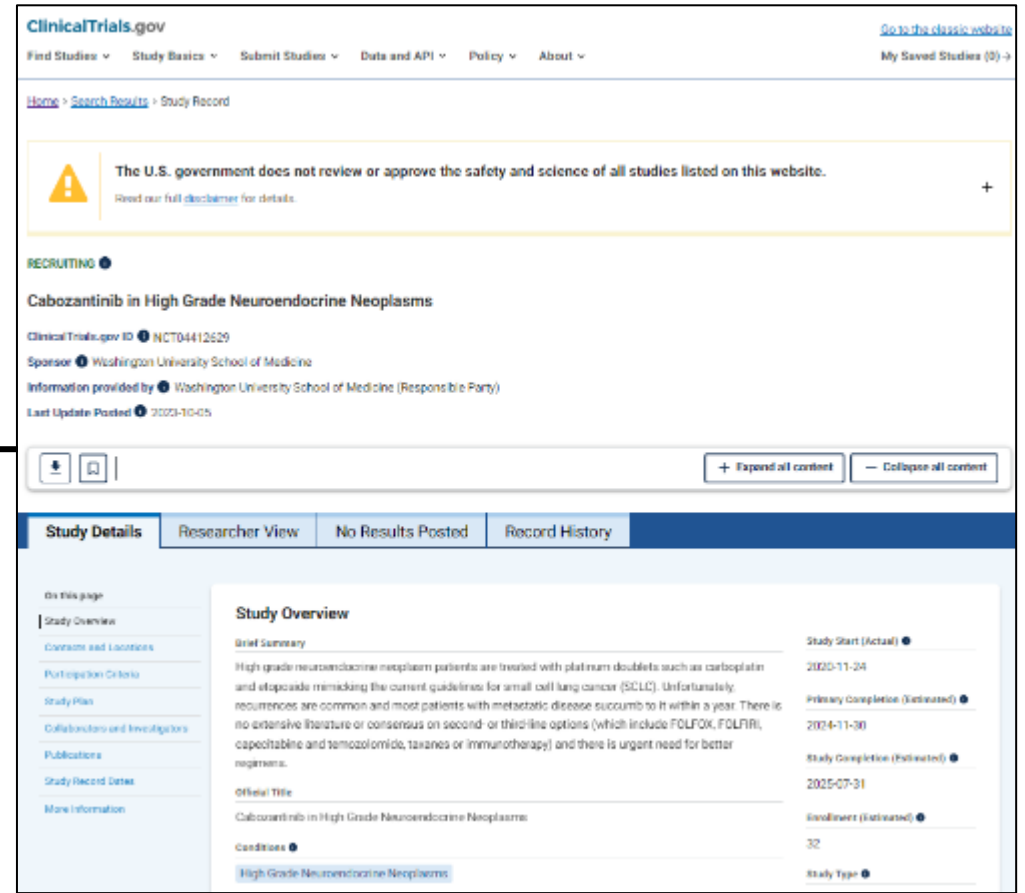 ClinicalTrials.gov
Go to the classic website
Find Studies Study Basics Submit Studies Data and API Policy About My Saved Studies (0) →
Home > Search Results > Study Record
The U.S. government does not review or approve the safety and science of all studies listed on this website.
Read our full disclaimer for details.
+
RECRUITING
Cabozantinib in High Grade Neuroendocrine Neoplasms
ClinicalTrials.gov ID NCT04412629
Sponsor Washington University School of Medicine
Information provided by Washington University School of Medicine (Responsible Party)
Last Update Posted 2023-10-05
+ Expand all content — Collapse all content
Study Details Researcher View No Results Posted Record History
On this page
Study Overview
Contacts and Locations
Participation Criteria
Study Plan
Collaborators and Investigators
Publications
Study Record Dates
More Information
Study Overview
Brief Summary
High grade neuroendocrine neoplasm patients are treated with platinum doublets such as carboplatin
and etoposide mimicking the current guidelines for small cell lung cancer (SCLC). Unfortunately,
recurrences are common and most patients with metastatic disease succumb to it within a year. There is
no extensive literature or consensus on second- or third-line options (which include FOLFOX, FOLFIRI,
capecitabine and temozolomide, taxanes or immunotherapy) and there is urgent need for better
regimens.
Official Title
Cabozantinib in High Grade Neuroendocrine Neoplasms
Conditions
High Grade Neuroendocrine Neoplasms
Study Start (Actual)
2020-11-24
Primary Completion (Estimated)
2024-11-30
Study Completion (Estimated)
2025-07-31
Enrollment (Estimated)
32
Study Type